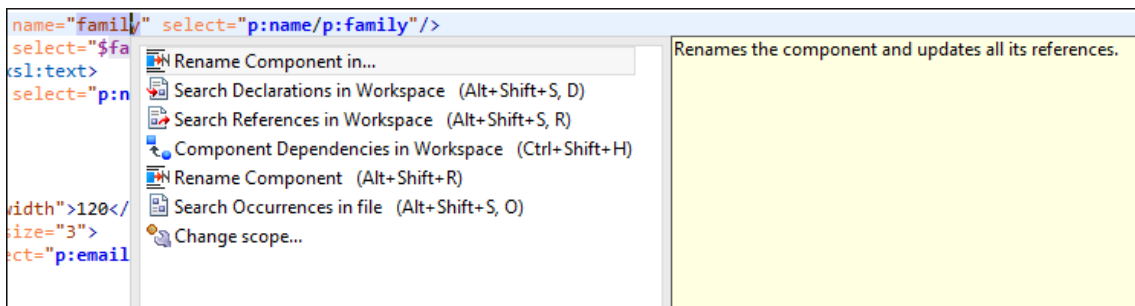 name="family" select="p:name/p:family"/>
select="$fa
xsl:text>
select="p:n
width">120</
size="3">
ect="p:email
Rename Component in...
Search Declarations in Workspace (Alt+Shift+S, D)
Search References in Workspace (Alt+Shift+S, R)
Component Dependencies in Workspace (Ctrl+Shift+H)
Rename Component (Alt+Shift+R)
Search Occurrences in file (Alt+Shift+S, O)
Change scope...
Renames the component and updates all its references.